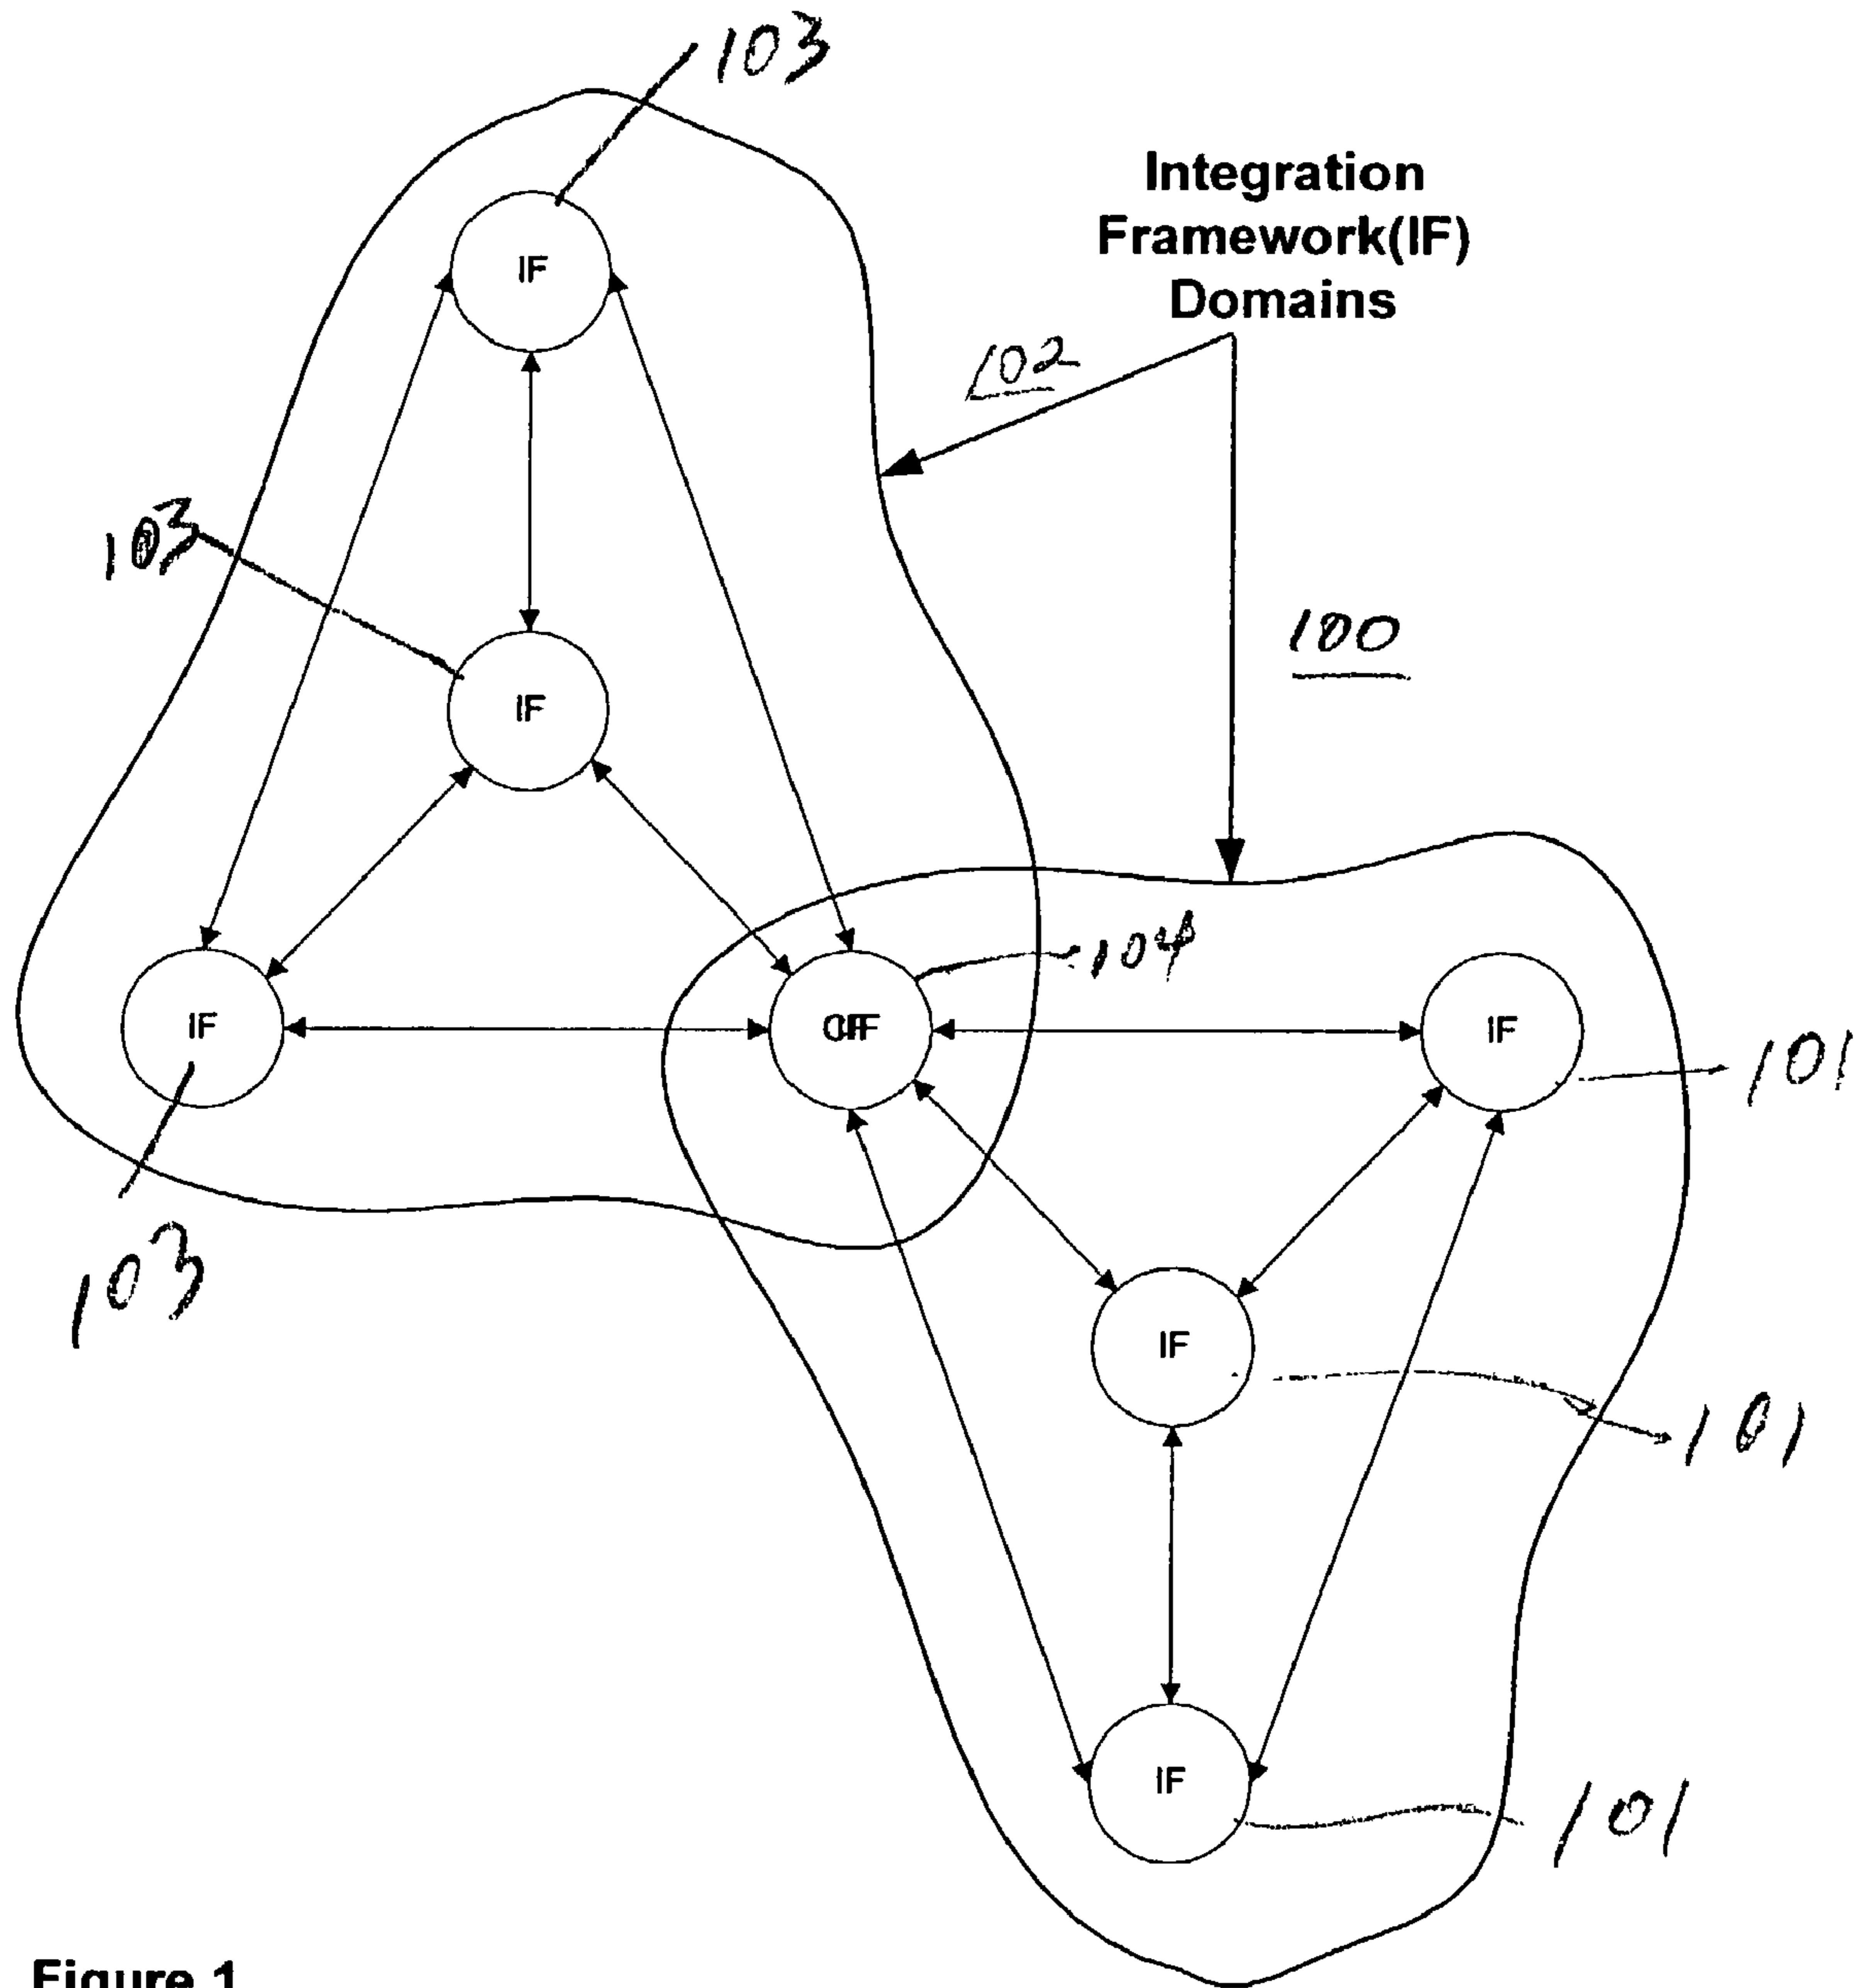 103
Integration
Framework(IF)
Domains
IF
102
103
100
IF
104
IF
IF
101
103
IF
101
IF
101
Figure 1